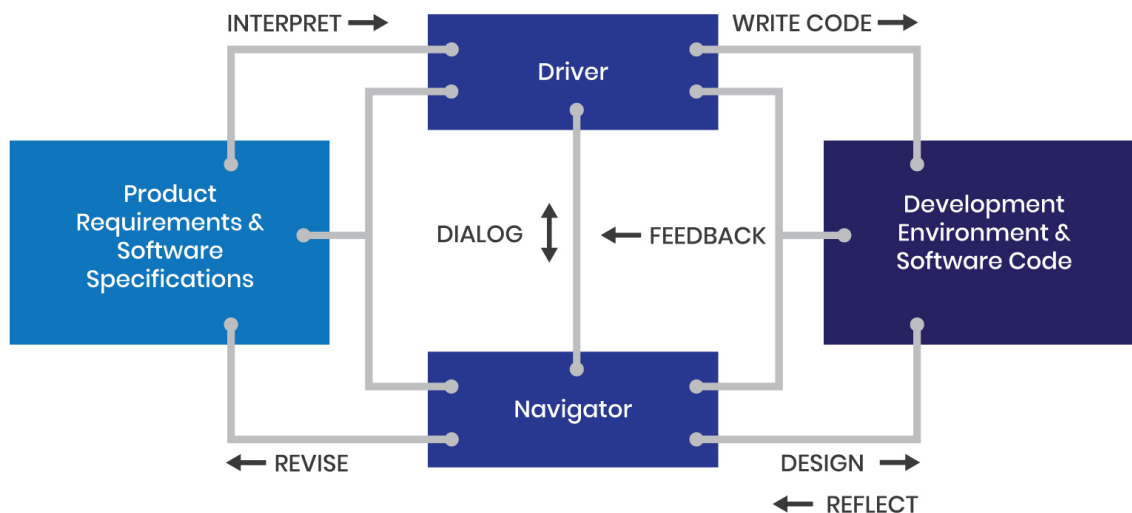 INTERPRET
WRITE CODE
Driver
Product
Requirements &
Software
Specifications
DIALOG
FEEDBACK
Development
Environment &
Software Code
Navigator
REVISE
DESIGN
REFLECT